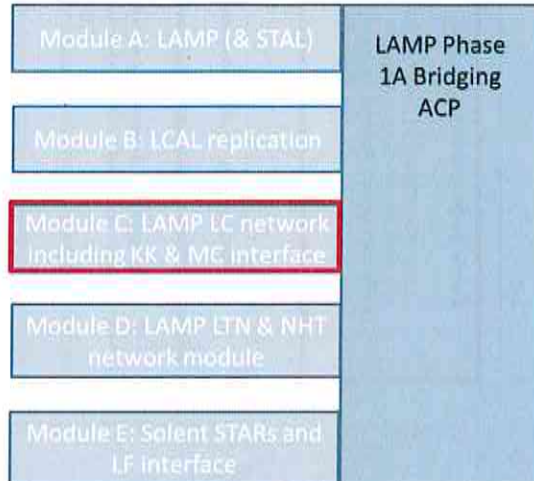 Module A: LAMP (& STAL)
LAMP Phase
1A Bridging
ACP
Module B: LCAL replication
Module C: LAMP LC network
including KK & MC interface
Module D: LAMP LTN & NHT
network module
Module E: Solent STARs and
LF interface